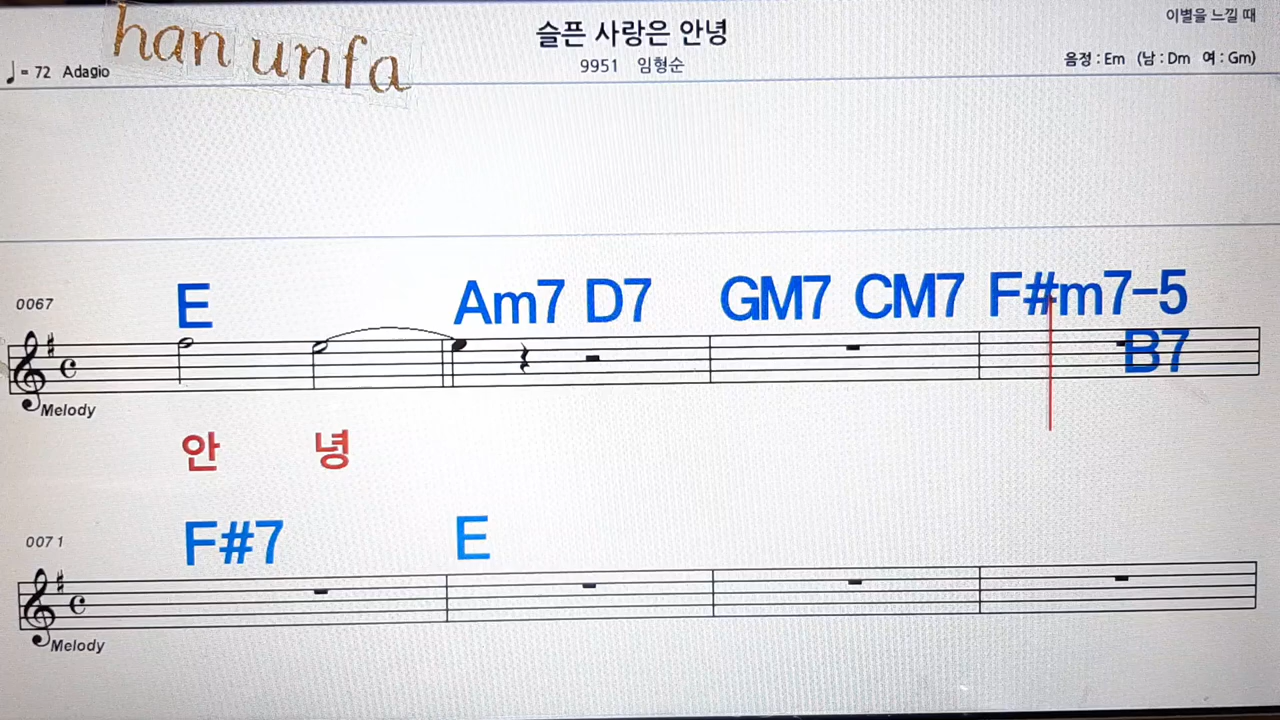 han unfa
슬픈 사랑은 안녕
이별을 느낄 때
♩= 72 Adagio
9951 임형순
음정 : Em (남 : Dm 여 : Gm)
0067
E Am7 D7 GM7 CM7 F#m7-5
B7
Melody
안 녕
0071
F#7 E
Melody